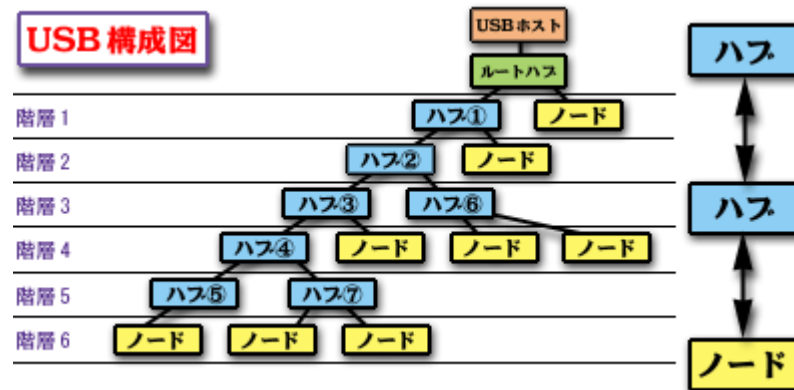 USB 構成図
USBホスト
ルートハブ
階層 1
ハブ①
ノード
階層 2
ハブ②
ノード
階層 3
ハブ③
ハブ⑥
階層 4
ハブ④
ノード
ノード
ノード
階層 5
ハブ⑤
ハブ⑦
階層 6
ノード
ノード
ノード
ハブ
ハブ
ノード